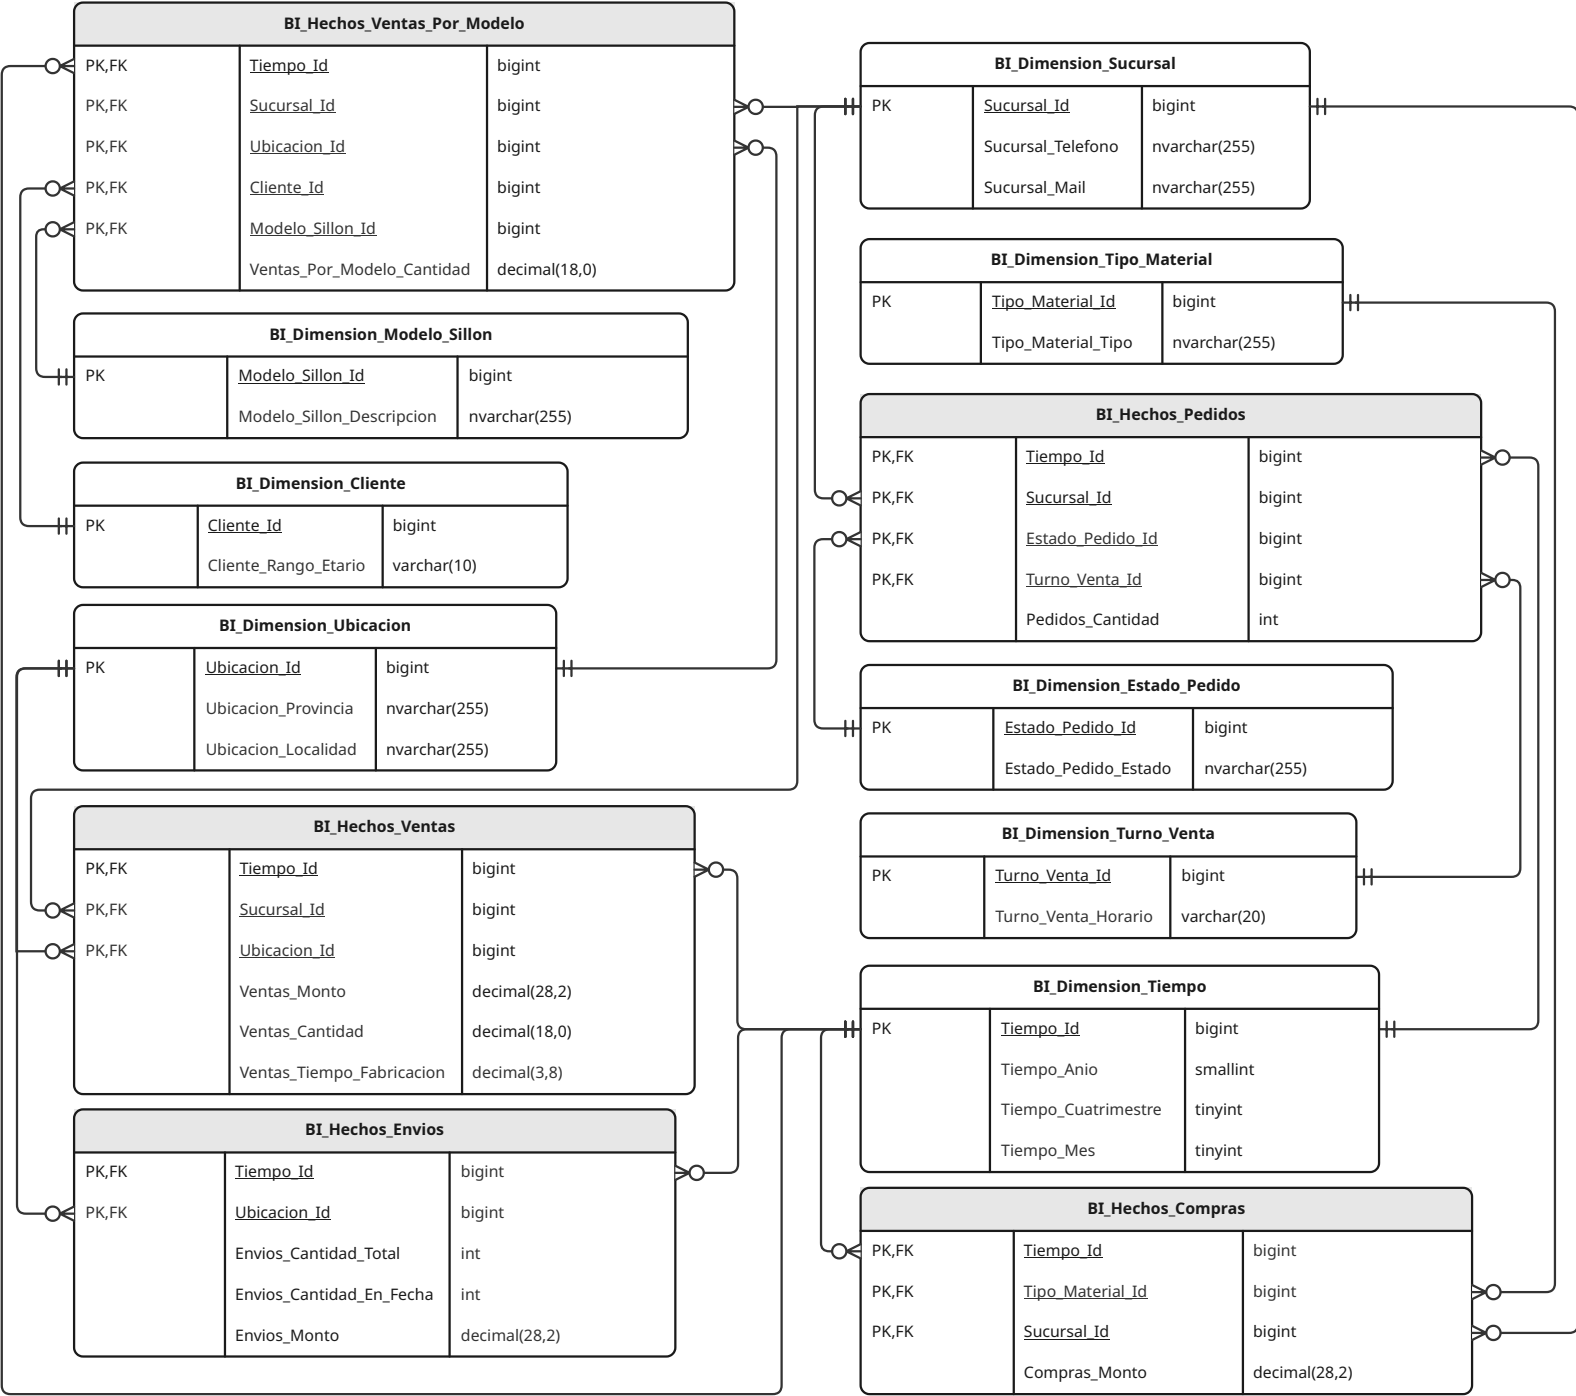 BI_Hechos_Ventas_Por_Modelo
PK,FK Tiempo_Id bigint
PK,FK Sucursal_Id bigint
PK,FK Ubicacion_Id bigint
PK,FK Cliente_Id bigint
PK,FK Modelo_Sillon_Id bigint
Ventas_Por_Modelo_Cantidad decimal(18,0)
BI_Dimension_Modelo_Sillon
PK Modelo_Sillon_Id bigint
Modelo_Sillon_Descripcion nvarchar(255)
BI_Dimension_Cliente
PK Cliente_Id bigint
Cliente_Rango_Etario varchar(10)
BI_Dimension_Ubicacion
PK Ubicacion_Id bigint
Ubicacion_Provincia nvarchar(255)
Ubicacion_Localidad nvarchar(255)
BI_Hechos_Ventas
PK,FK Tiempo_Id bigint
PK,FK Sucursal_Id bigint
PK,FK Ubicacion_Id bigint
Ventas_Monto decimal(28,2)
Ventas_Cantidad decimal(18,0)
Ventas_Tiempo_Fabricacion decimal(3,8)
BI_Hechos_Envios
PK,FK Tiempo_Id bigint
PK,FK Ubicacion_Id bigint
Envios_Cantidad_Total int
Envios_Cantidad_En_Fecha int
Envios_Monto decimal(28,2)
BI_Dimension_Sucursal
PK Sucursal_Id bigint
Sucursal_Telefono nvarchar(255)
Sucursal_Mail nvarchar(255)
BI_Dimension_Tipo_Material
PK Tipo_Material_Id bigint
Tipo_Material_Tipo nvarchar(255)
BI_Hechos_Pedidos
PK,FK Tiempo_Id bigint
PK,FK Sucursal_Id bigint
PK,FK Estado_Pedido_Id bigint
PK,FK Turno_Venta_Id bigint
Pedidos_Cantidad int
BI_Dimension_Estado_Pedido
PK Estado_Pedido_Id bigint
Estado_Pedido_Estado nvarchar(255)
BI_Dimension_Turno_Venta
PK Turno_Venta_Id bigint
Turno_Venta_Horario varchar(20)
BI_Dimension_Tiempo
PK Tiempo_Id bigint
Tiempo_Anio smallint
Tiempo_Cuatrimestre tinyint
Tiempo_Mes tinyint
BI_Hechos_Compras
PK,FK Tiempo_Id bigint
PK,FK Tipo_Material_Id bigint
PK,FK Sucursal_Id bigint
Compras_Monto decimal(28,2)